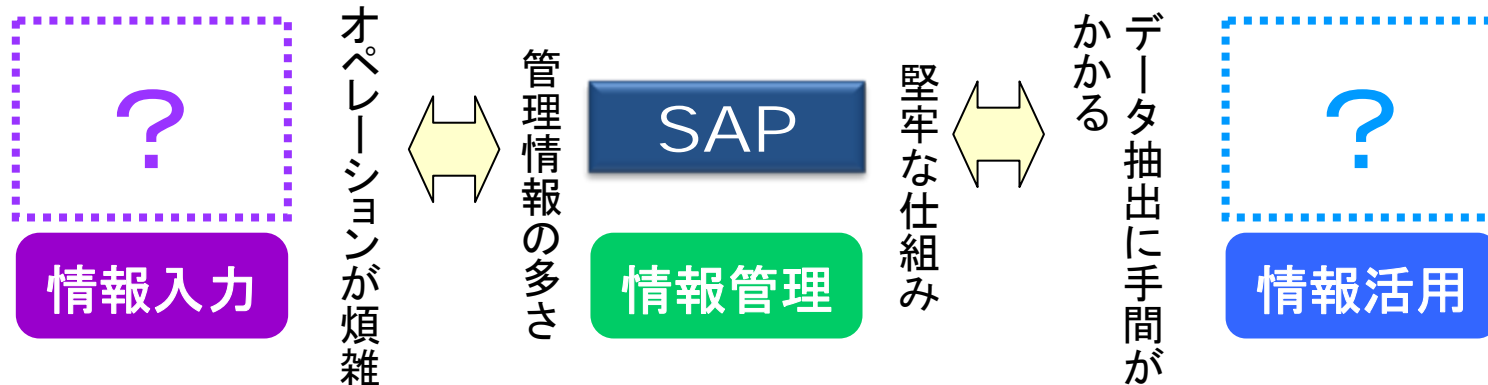 ?
情報入力
オペレーションが煩雑
管理情報の多さ
SAP
情報管理
堅牢な仕組み
データ抽出に手間が
かかる
?
情報活用